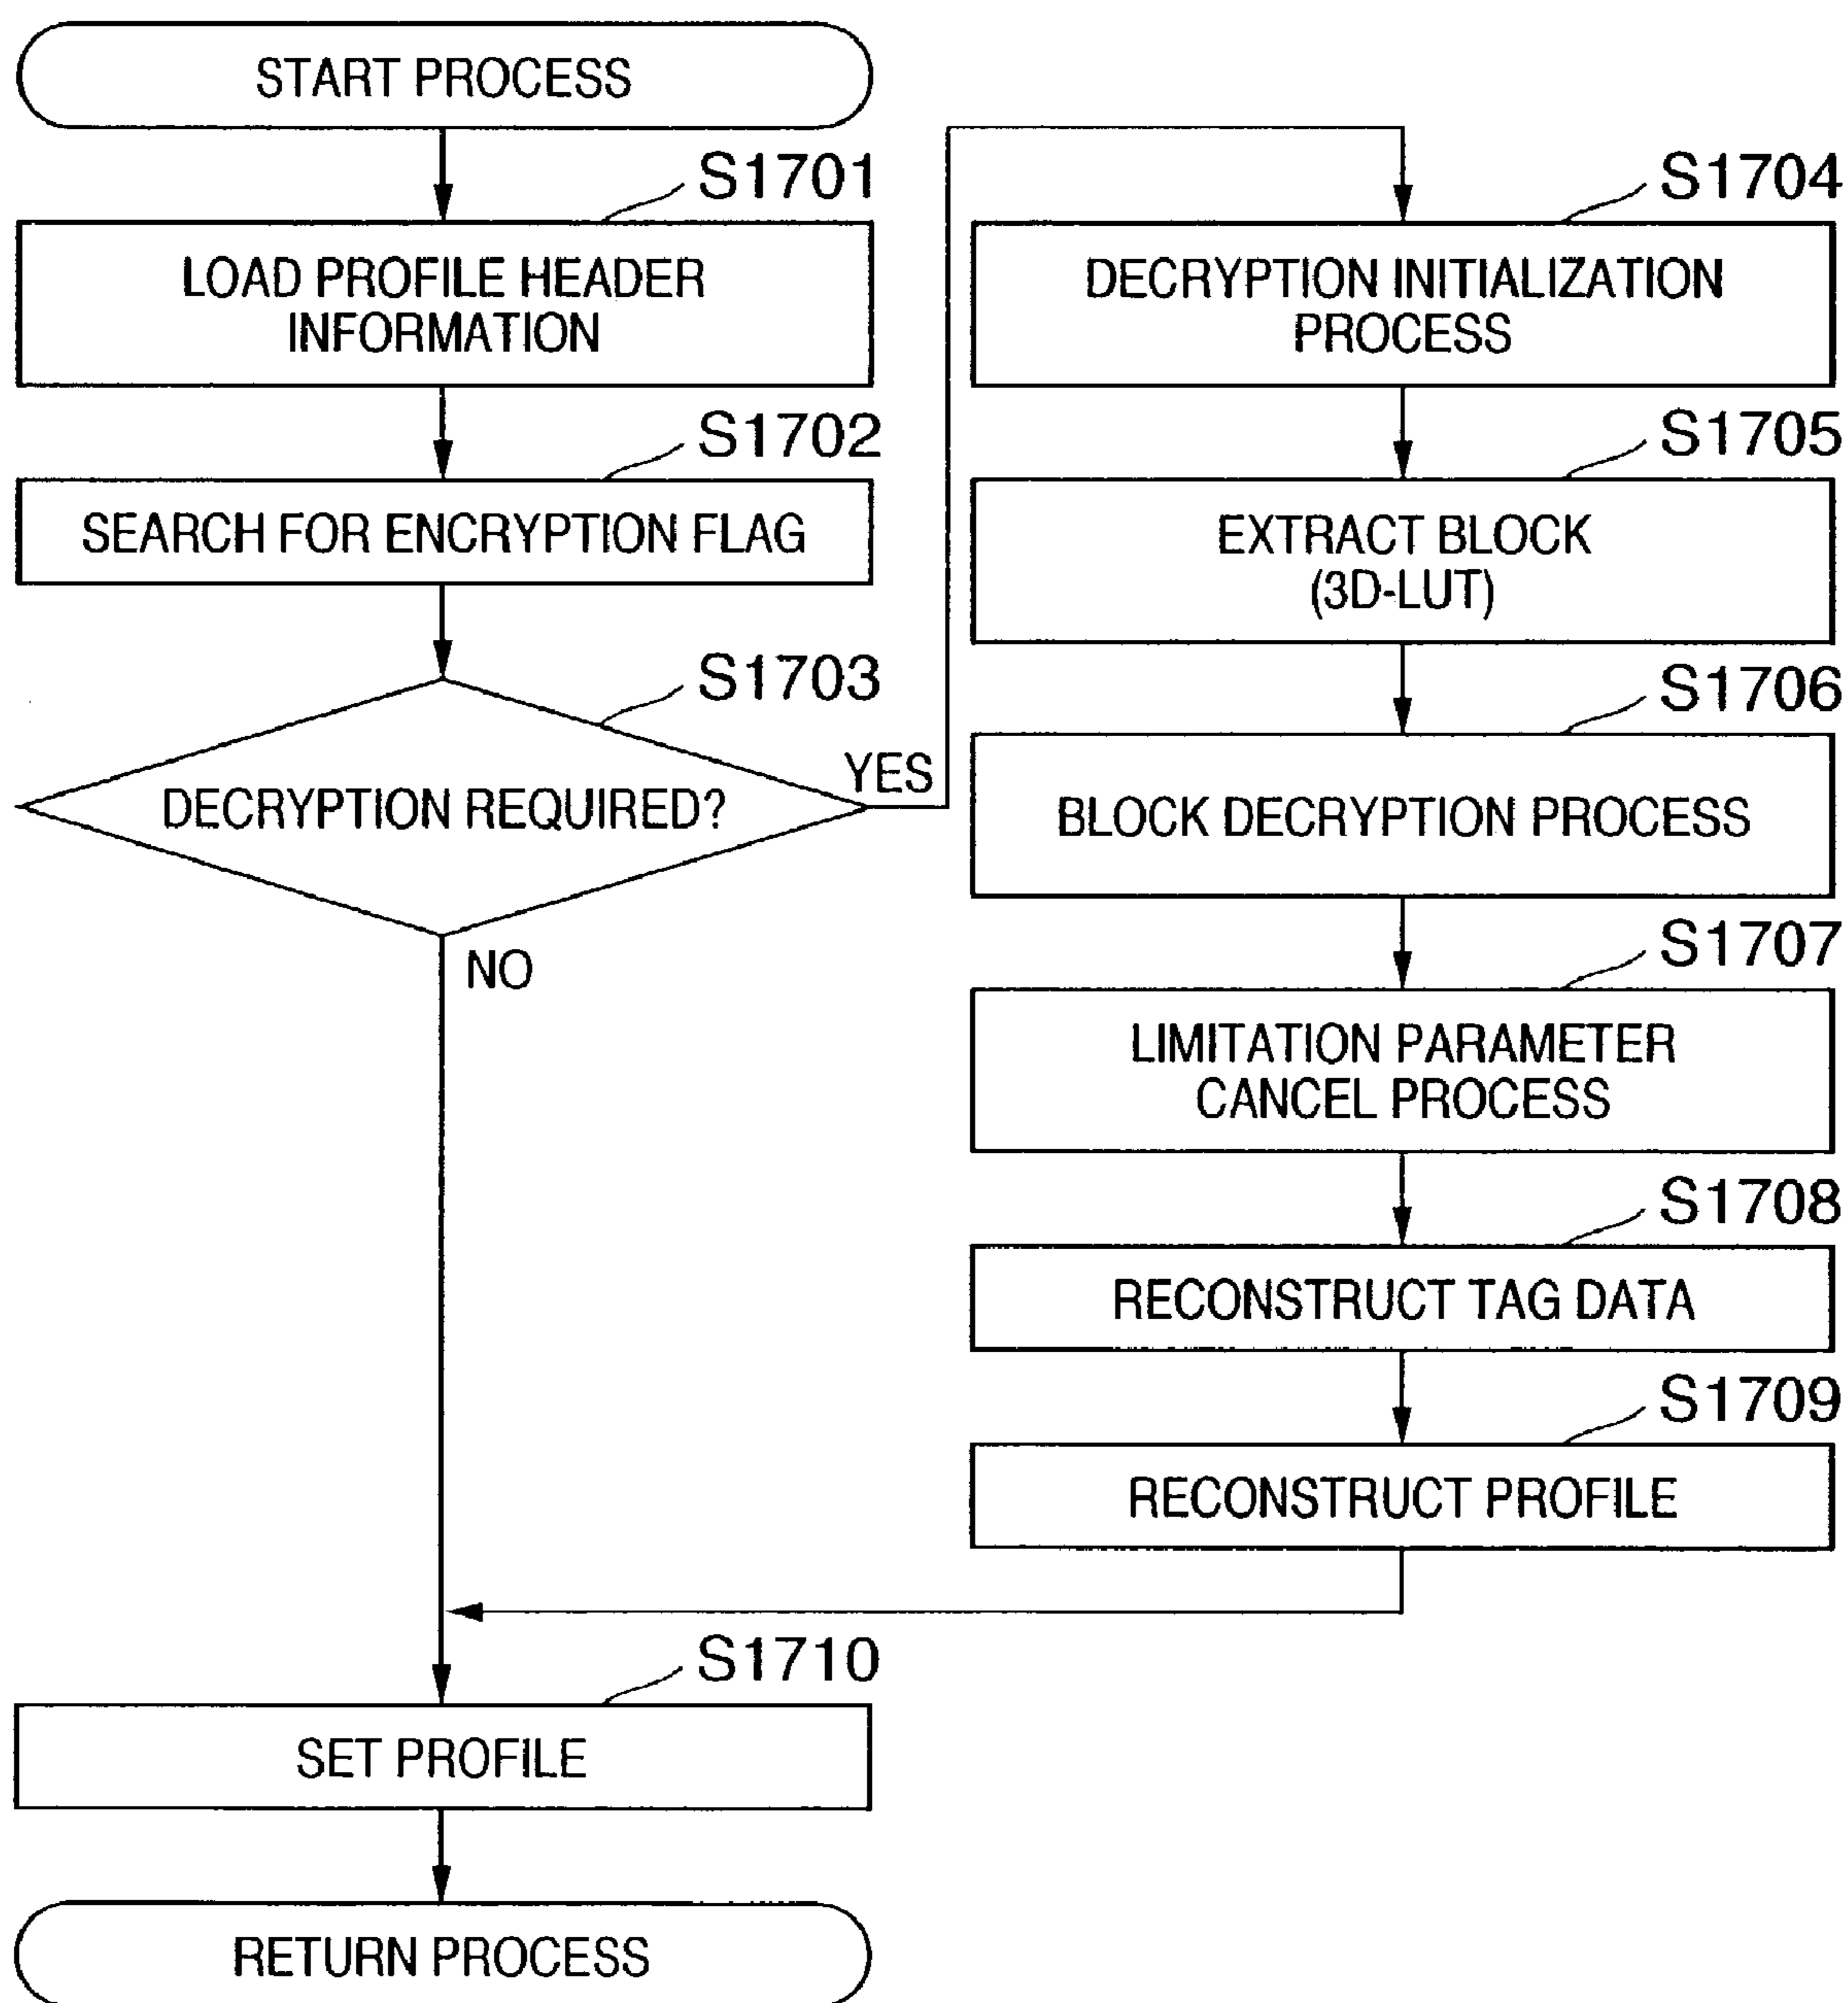 START PROCESS
S1701
LOAD PROFILE HEADER
INFORMATION
S1702
SEARCH FOR ENCRYPTION FLAG
S1703
DECRYPTION REQUIRED?
YES
NO
S1704
DECRYPTION INITIALIZATION
PROCESS
S1705
EXTRACT BLOCK
(3D-LUT)
S1706
BLOCK DECRYPTION PROCESS
S1707
LIMITATION PARAMETER
CANCEL PROCESS
S1708
RECONSTRUCT TAG DATA
S1709
RECONSTRUCT PROFILE
S1710
SET PROFILE
RETURN PROCESS